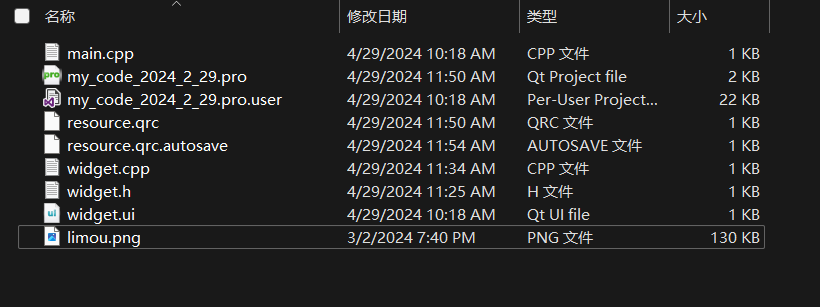 名称 修改日期 类型 大小
main.cpp 4/29/2024 10:18 AM CPP 文件 1 KB
my_code_2024_2_29.pro 4/29/2024 11:50 AM Qt Project file 2 KB
my_code_2024_2_29.pro.user 4/29/2024 10:18 AM Per-User Project... 22 KB
resource.qrc 4/29/2024 11:50 AM QRC 文件 1 KB
resource.qrc.autosave 4/29/2024 11:54 AM AUTOSAVE 文件 1 KB
widget.cpp 4/29/2024 11:34 AM CPP 文件 1 KB
widget.h 4/29/2024 11:25 AM H 文件 1 KB
widget.ui 4/29/2024 10:18 AM Qt UI file 1 KB
limou.png 3/2/2024 7:40 PM PNG 文件 130 KB